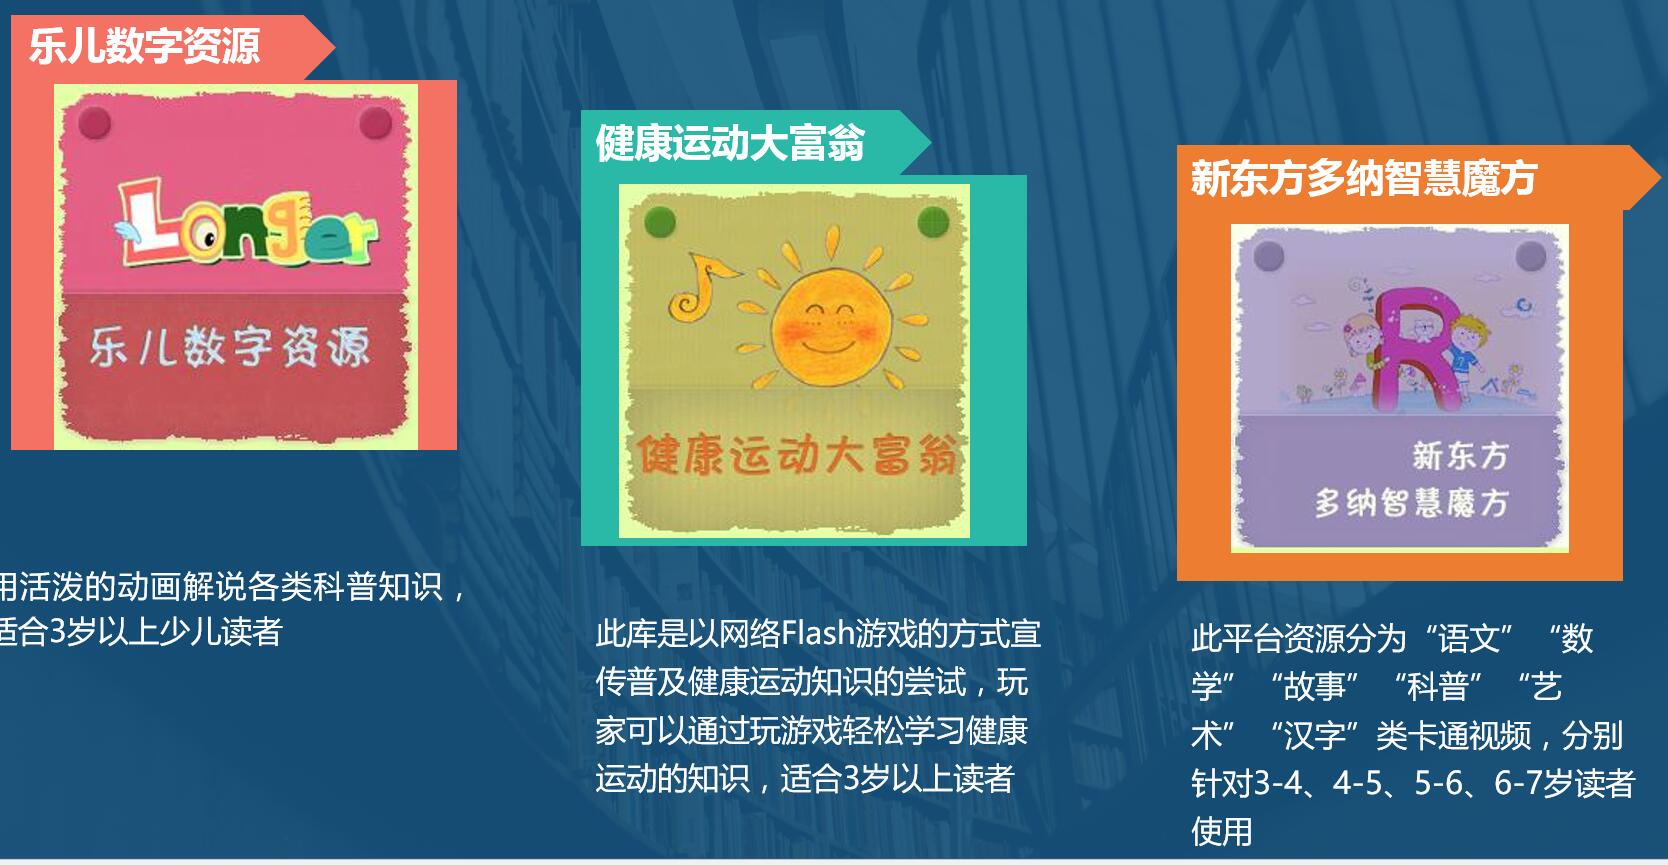 乐儿数字资源
Longer
乐儿数字资源
用活泼的动画解说各类科普知识，
适合3岁以上少儿读者
健康运动大富翁
健康运动大富翁
此库是以网络Flash游戏的方式宣
传普及健康运动知识的尝试，玩
家可以通过玩游戏轻松学习健康
运动的知识，适合3岁以上读者
新东方多纳智慧魔方
R
新东方
多纳智慧魔方
此平台资源分为“语文”“数
学”“故事”“科普”“艺
术”“汉字”类卡通视频，分别
针对3-4、4-5、5-6、6-7岁读者
使用